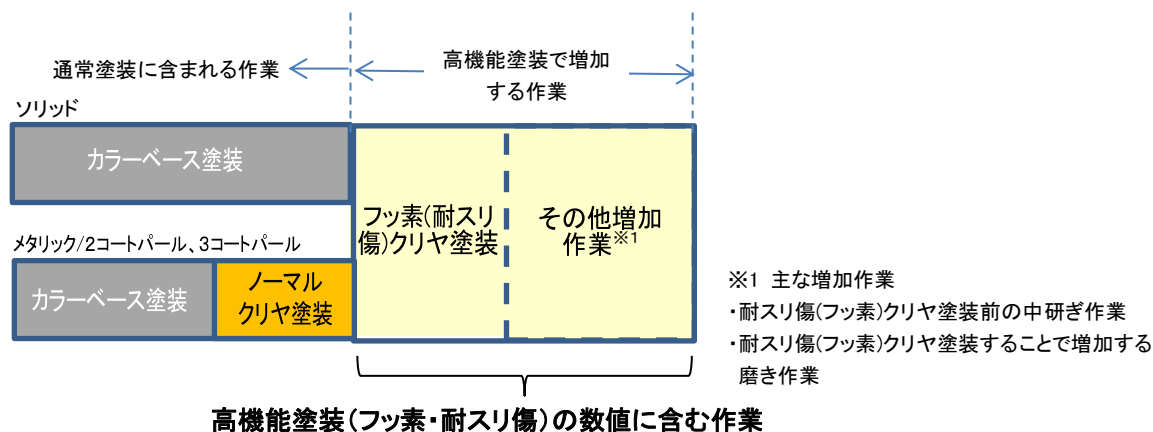 通常塗装に含まれる作業
高機能塗装で増加
する作業
ソリッド
カラーベース塗装
メタリック/2コートパール、3コートパール
カラーベース塗装
ノーマル
クリヤ塗装
フッ素(耐スリ
傷)クリヤ塗装
その他増加
作業※1
※1 主な増加作業
・耐スリ傷(フッ素)クリヤ塗装前の中研ぎ作業
・耐スリ傷(フッ素)クリヤ塗装することで増加する
磨き作業
高機能塗装(フッ素・耐スリ傷)の数値に含む作業